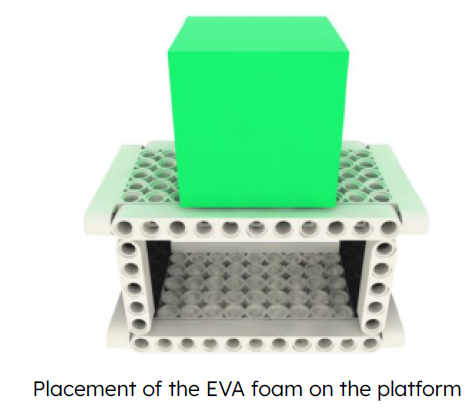 Placement of the EVA foam on the platform